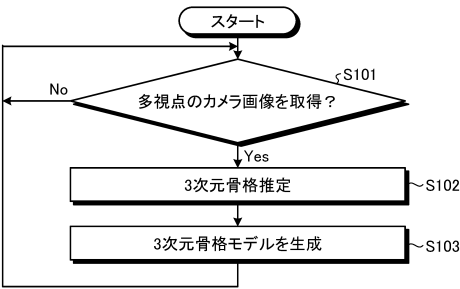 スタート
S101
No
多視点のカメラ画像を取得？
Yes
3次元骨格推定
S102
3次元骨格モデルを生成
S103